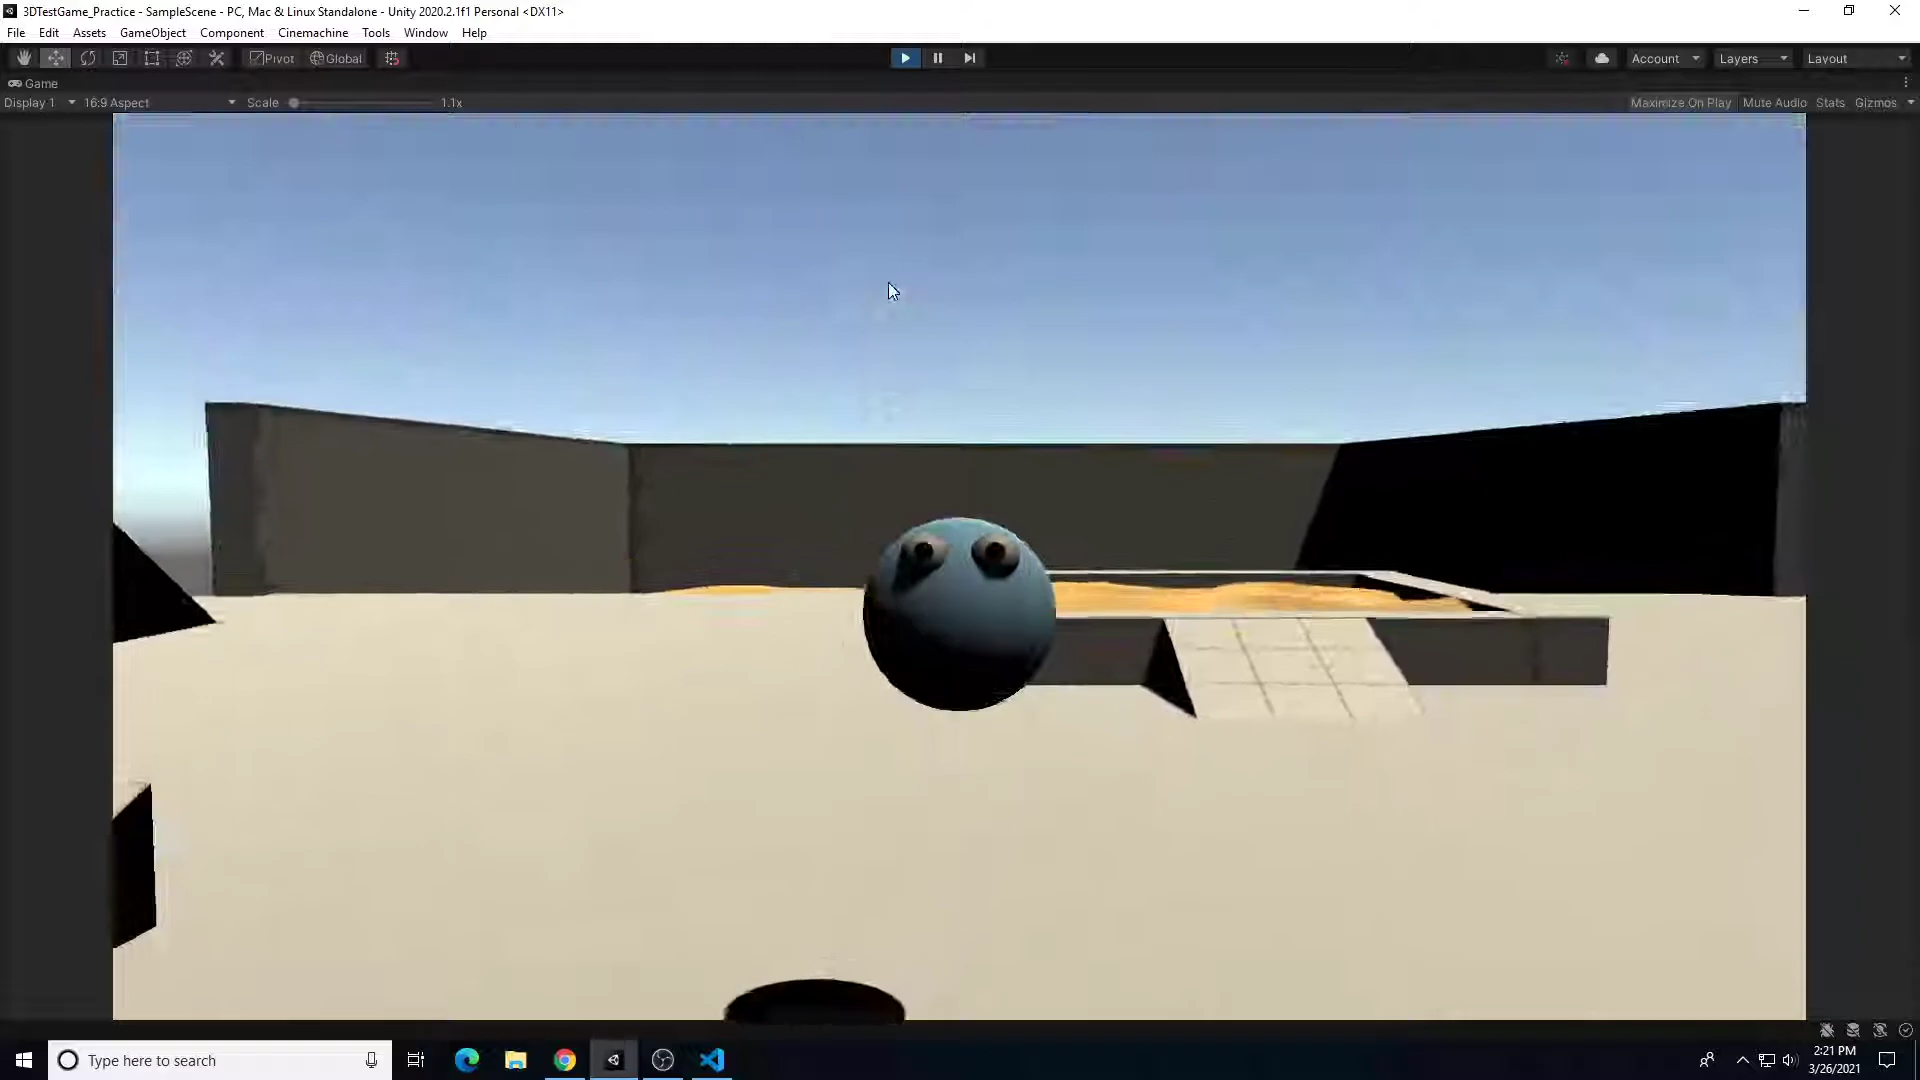 3DTestGame_Practice - SampleScene - PC, Mac & Linux Standalone - Unity 2020.2.1f1 Personal <DX11>
File Edit Assets GameObject Component Cinemachine Tools Window Help
Pivot Global Account Layers Layout
Game
Display 1 16:9 Aspect Scale 1.1x Maximize On Play Mute Audio Stats Gizmos
Type here to search
2:21 PM
3/26/2021